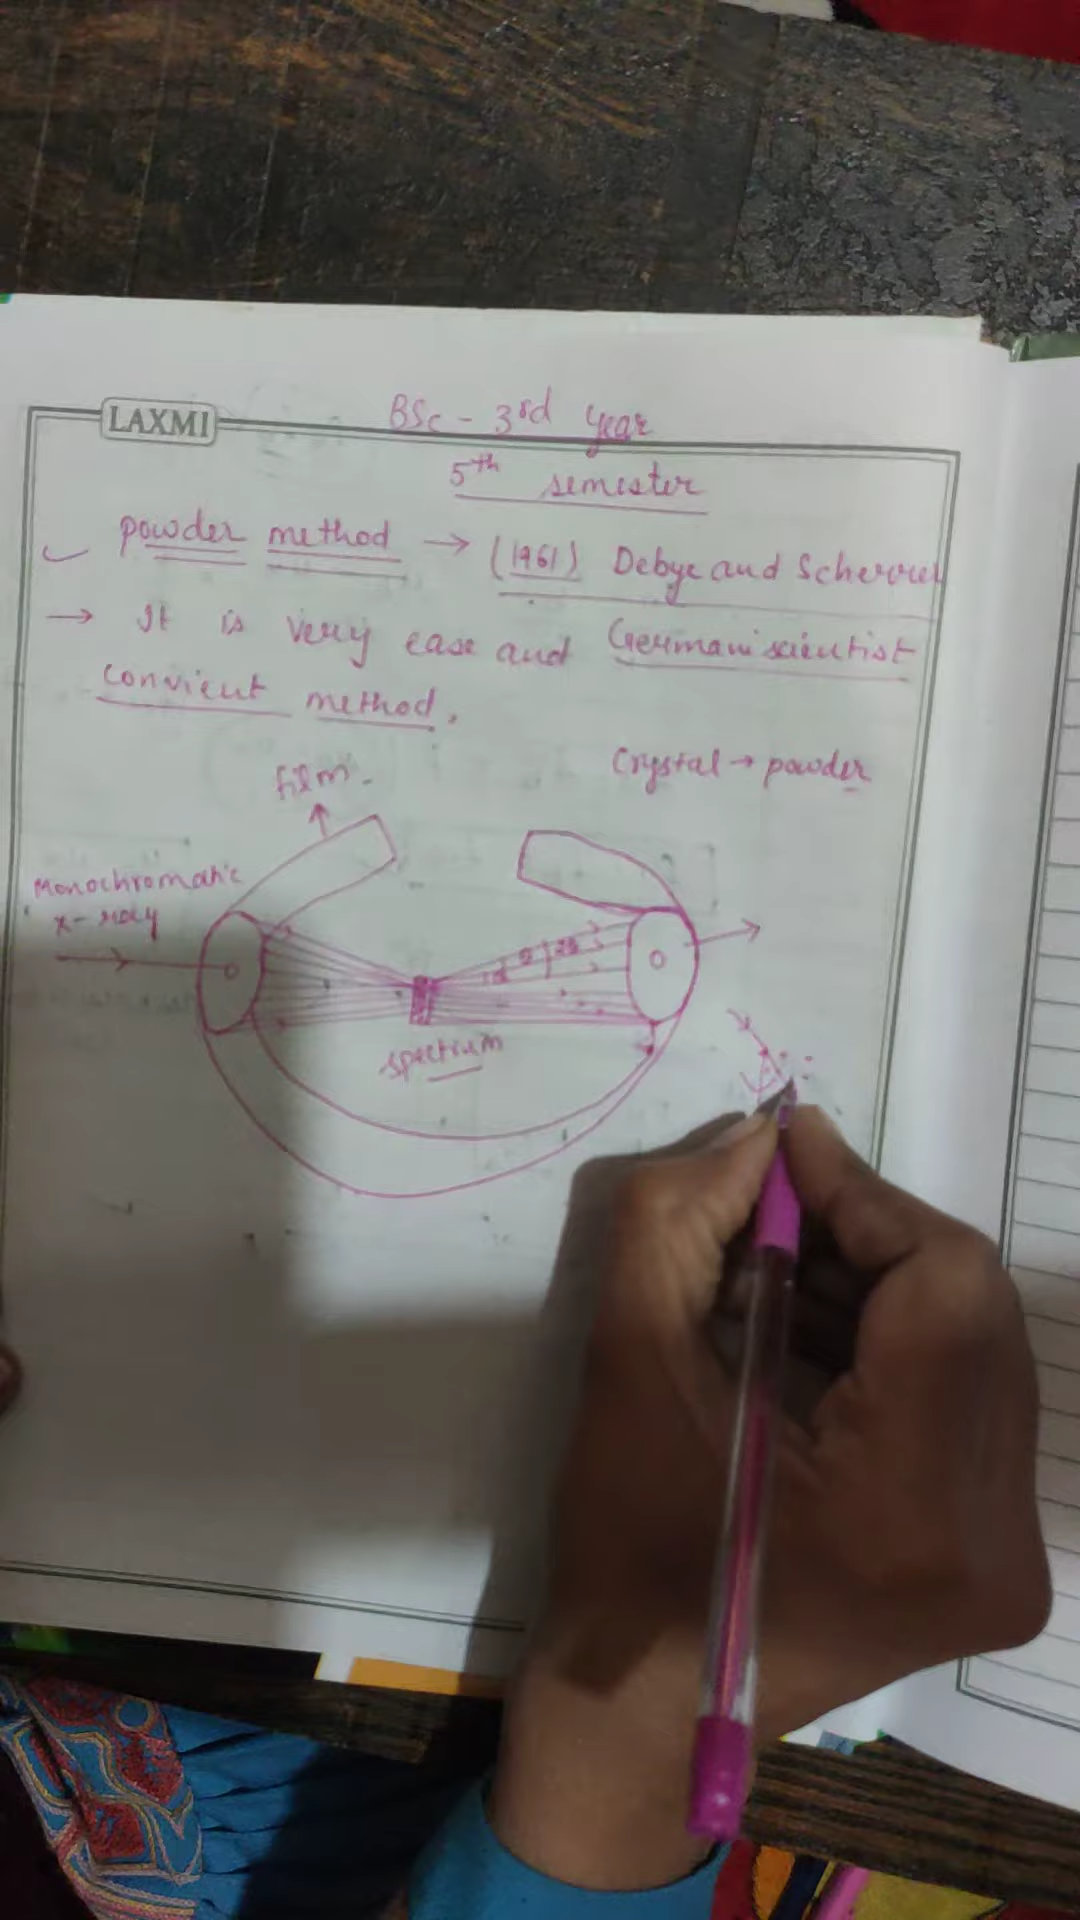 LAXMI
BSc - 3rd year
5th semester
powder method → (1961) Debye and Scherrer
→ It is very ease and Germani scientist
convient method.
Crystal → powder
film
Monochromatic
x-ray
spectrum